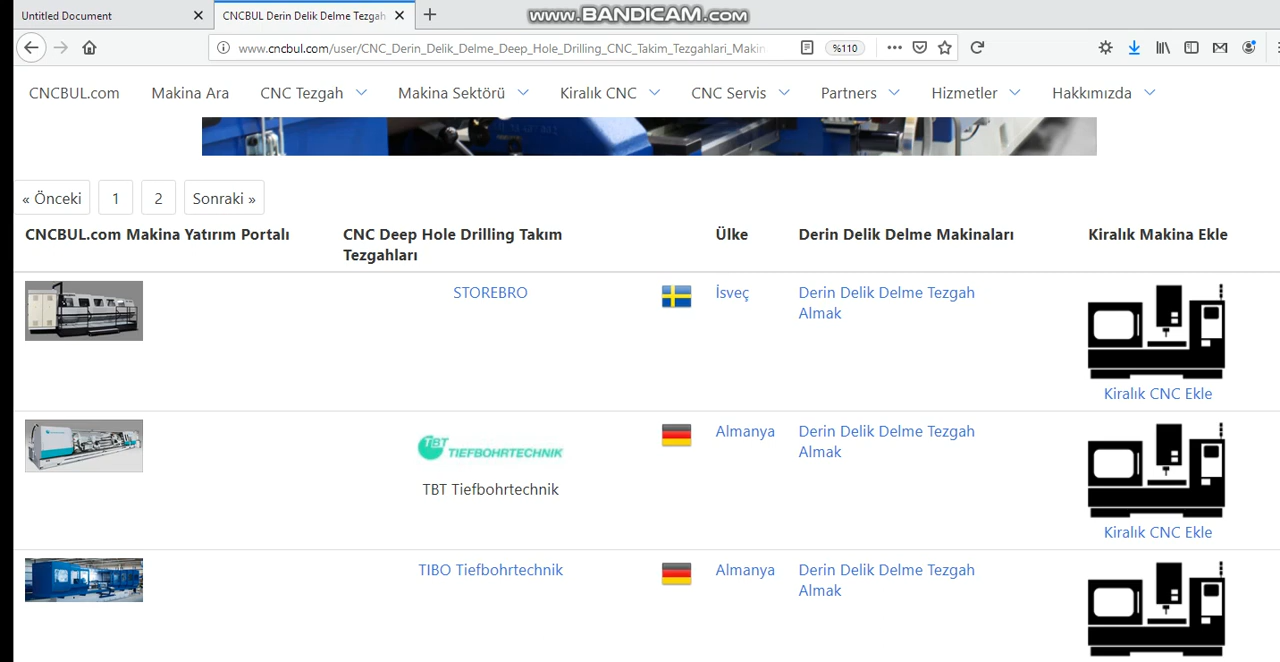 Untitled Document
CNCBUL Derin Delik Delme Tezgah
www.BANDICAM.com
www.cncbul.com/user/CNC_Derin_Delik_Delme_Deep_Hole_Drilling_CNC_Takim_Tezgahlari_Makin
%110
CNCBUL.com
Makina Ara
CNC Tezgah
Makina Sektörü
Kiralık CNC
CNC Servis
Partners
Hizmetler
Hakkımızda
« Önceki
1
2
Sonraki »
CNCBUL.com Makina Yatırım Portalı
CNC Deep Hole Drilling Takım
Tezgahları
Ülke
Derin Delik Delme Makinaları
Kiralık Makina Ekle
STOREBRO
İsveç
Derin Delik Delme Tezgah
Almak
Kiralık CNC Ekle
TBT TIEFBOHRTECHNIK
TBT Tiefbohrtechnik
Almanya
Derin Delik Delme Tezgah
Almak
Kiralık CNC Ekle
TIBO Tiefbohrtechnik
Almanya
Derin Delik Delme Tezgah
Almak